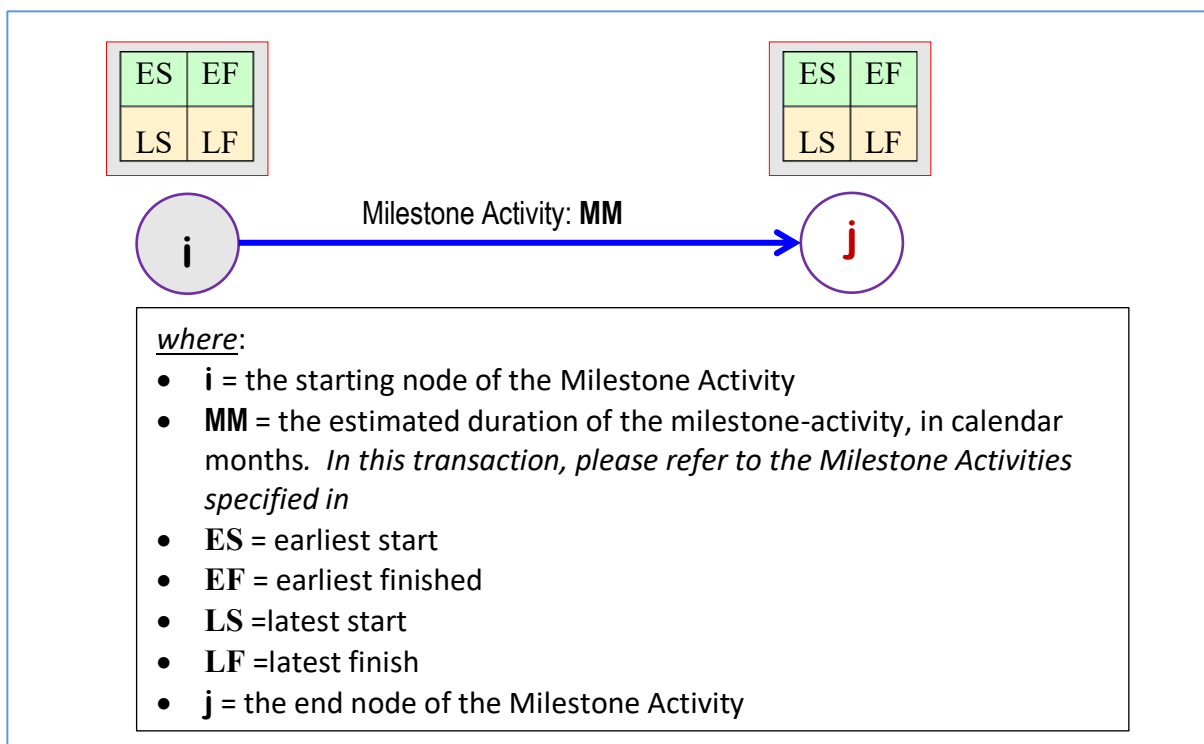 ES EF ES EF
LS LF LS LF
Milestone Activity: MM
i j
where:
• i = the starting node of the Milestone Activity
• MM = the estimated duration of the milestone-activity, in calendar
months. In this transaction, please refer to the Milestone Activities
specified in
• ES = earliest start
• EF = earliest finished
• LS =latest start
• LF =latest finish
• j = the end node of the Milestone Activity